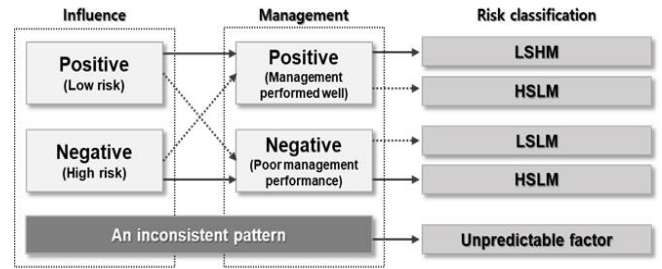 Influence
Management
Risk classification
Positive
(Low risk)
Positive
(Management
performed well)
LSHM
HSLM
Negative
(High risk)
Negative
(Poor management
performance)
LSLM
HSLM
An inconsistent pattern
Unpredictable factor